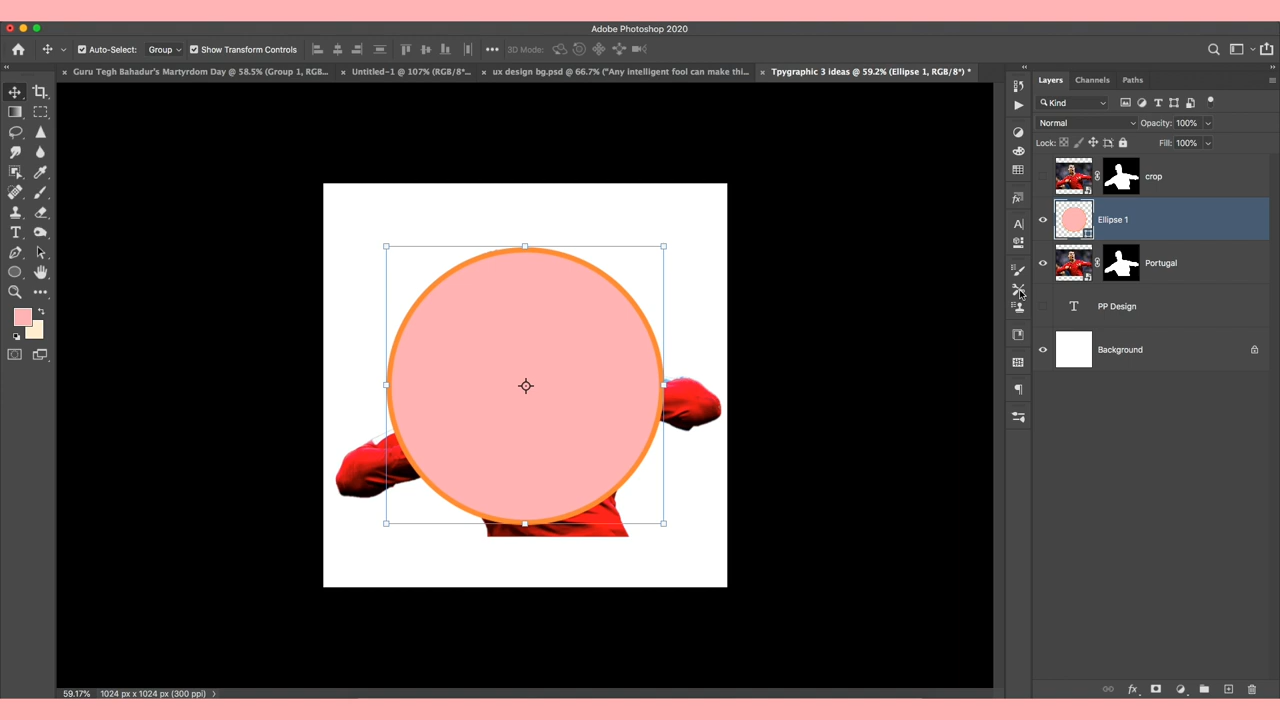 Adobe Photoshop 2020
Auto-Select: Group Show Transform Controls 3D Mode:
Guru Tegh Bahadur's Martyrdom Day @ 58.5% (Group 1, RGB... Untitled-1 @ 107% (RGB/8*... ux design bg.psd @ 66.7% ("Any intelligent fool can make thi... Tpygraphic 3 ideas @ 59.2% (Ellipse 1, RGB/8*) *
Layers Channels Paths
Kind
Normal Opacity: 100%
Lock: Fill: 100%
crop
Ellipse 1
Portugal
PP Design
Background
59.17% 1024 px x 1024 px (300 ppi)